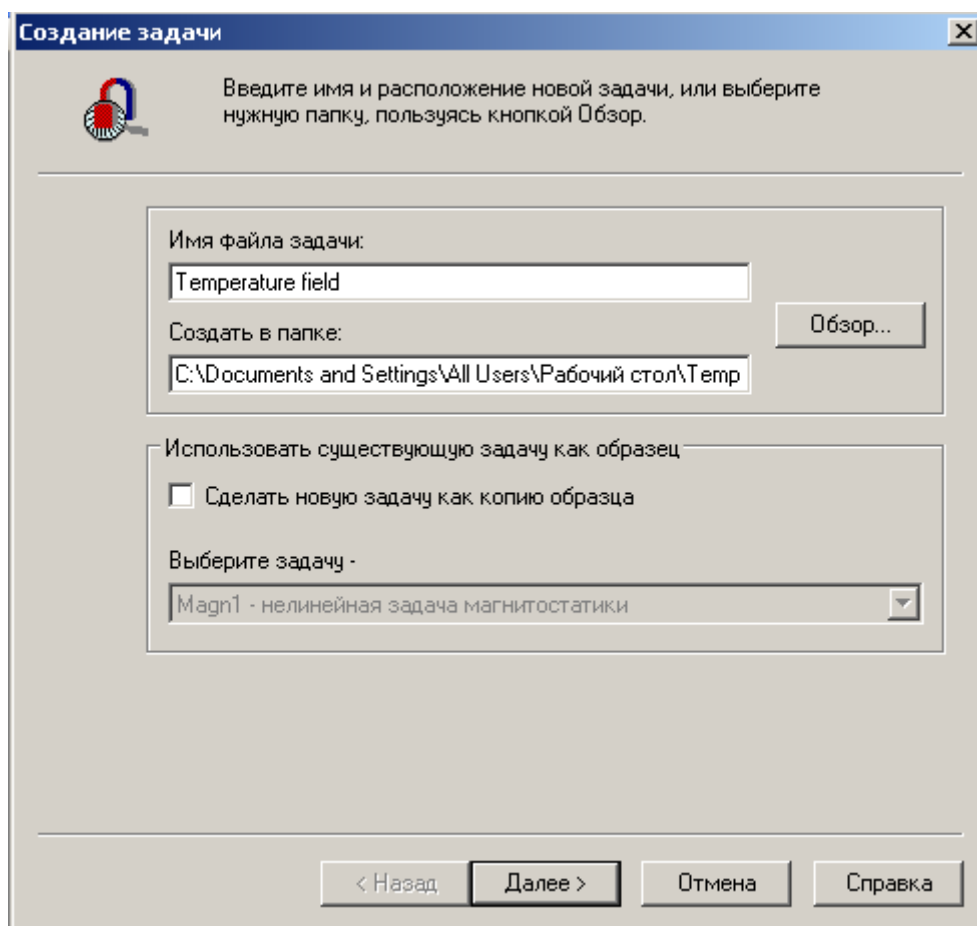 Создание задачи
Введите имя и расположение новой задачи, или выберите
нужную папку, пользуясь кнопкой Обзор.
Имя файла задачи:
Temperature field
Обзор...
Создать в папке:
C:\Documents and Settings\All Users\Рабочий стол\Temp
Использовать существующую задачу как образец
Сделать новую задачу как копию образца
Выберите задачу -
Magn1 - нелинейная задача магнитостатики
< Назад
Далее >
Отмена
Справка